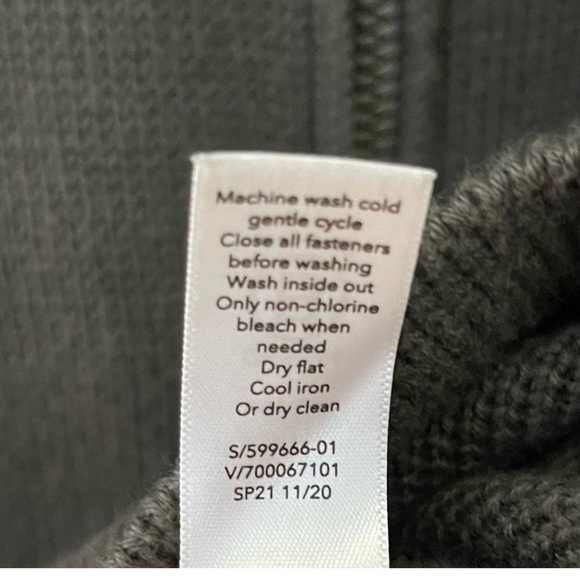 Machine wash cold
gentle cycle
Close all fasteners
before washing
Wash inside out
Only non-chlorine
bleach when
needed
Dry flat
Cool iron
Or dry clean
S/599666-01
V/700067101
SP21 11/20